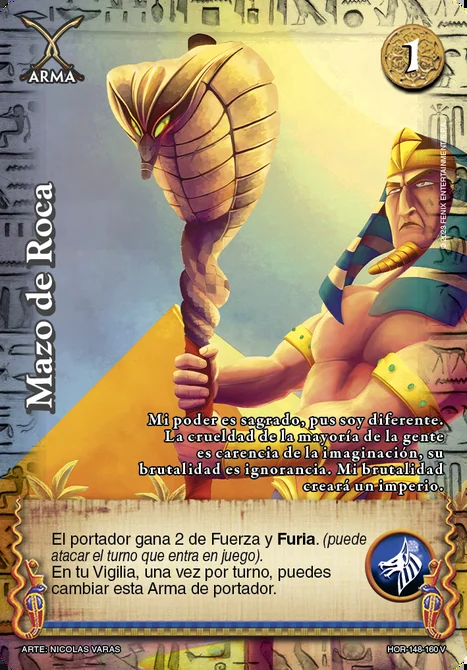 ARMA
1
Mazo de Roca
© 2023 FENIX ENTERTAINMENT
Mi poder es sagrado, pus soy diferente.
La crueldad de la mayoría de la gente
es carencia de la imaginación, su
brutalidad es ignorancia. Mi brutalidad
creará un imperio.
El portador gana 2 de Fuerza y Furia. (puede
atacar el turno que entra en juego).
En tu Vigilia, una vez por turno, puedes
cambiar esta Arma de portador.
ARTE: NICOLAS VARAS
HOR-148-160 V